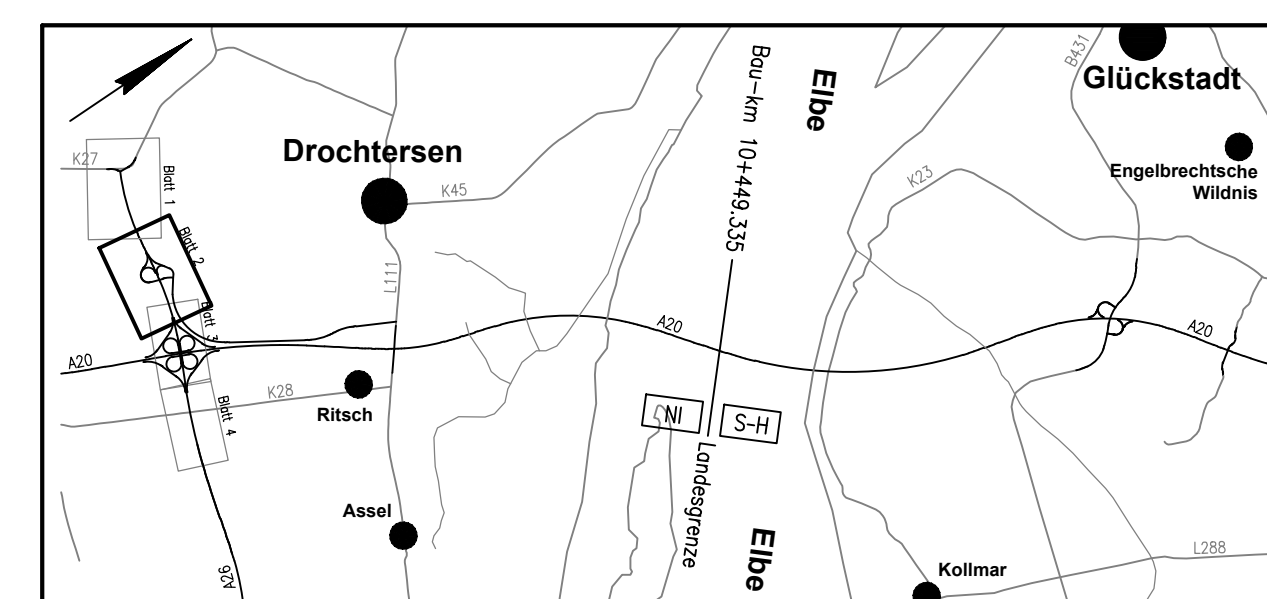 Bau-km 10+449.335
Elbe
B431
Glückstadt
Drochtersen
K27
Blatt 1
K45
K23
Engelbrechtsche
Wildnis
Blatt 2
L111
Blatt 3
A20
A20
A20
K28
Ritsch
Blatt 4
NI
S-H
Landesgrenze
Assel
Elbe
L288
Kollmar
A26